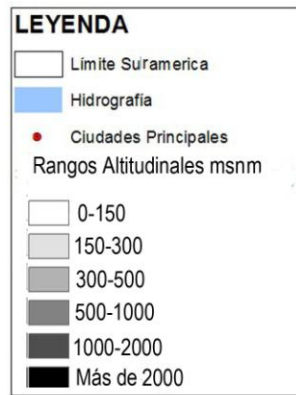 LEYENDA
Límite Suramerica
Hidrografía
Ciudades Principales
Rangos Altitudinales msnm
0-150
150-300
300-500
500-1000
1000-2000
Más de 2000